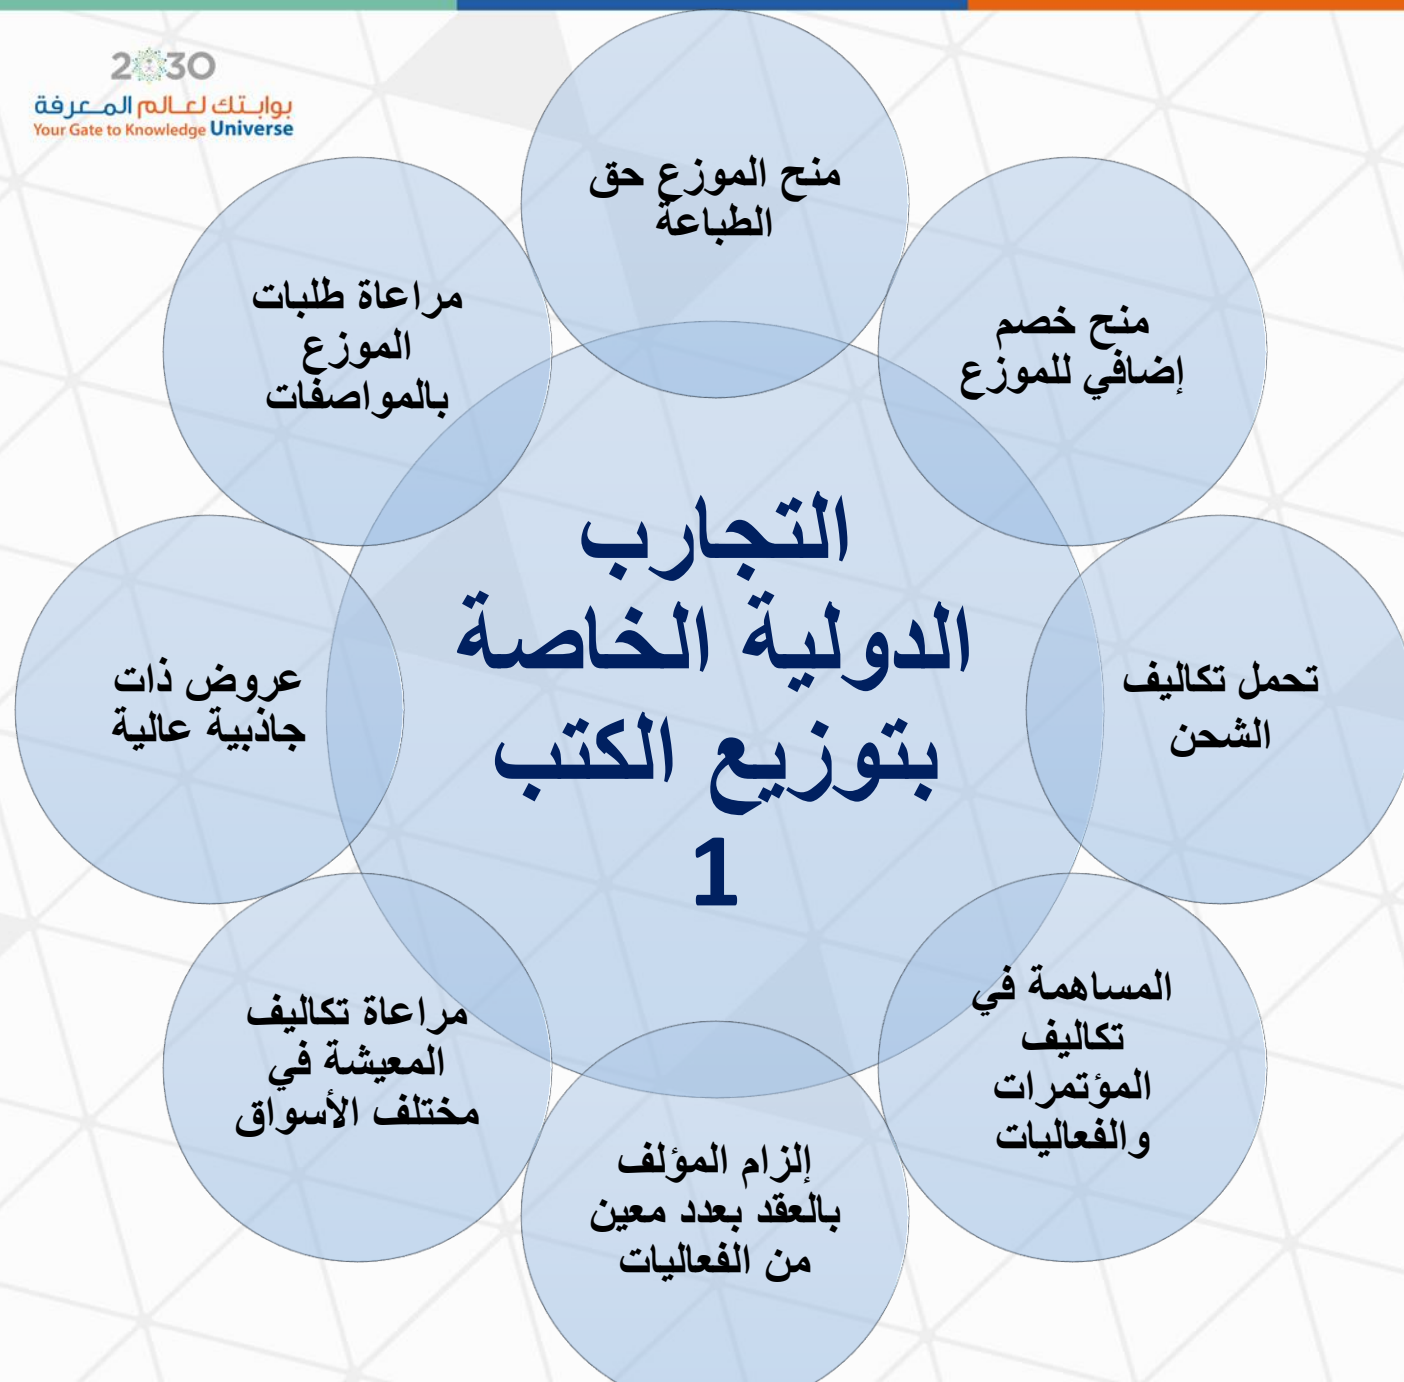 2030
بوابتك لعالم المعرفة
Your Gate to Knowledge Universe
منح الموزع حق
الطباعة
منح خصم
إضافي للموزع
تحمل تكاليف
الشحن
المساهمة في
تكاليف
المؤتمرات
والفعاليات
إلزام المؤلف
بالعقد بعدد معين
من الفعاليات
مراعاة تكاليف
المعيشة في
مختلف الأسواق
عروض ذات
جاذبية عالية
مراعاة طلبات
الموزع
بالمواصفات
التجارب
الدولية الخاصة
بتوزيع الكتب
1